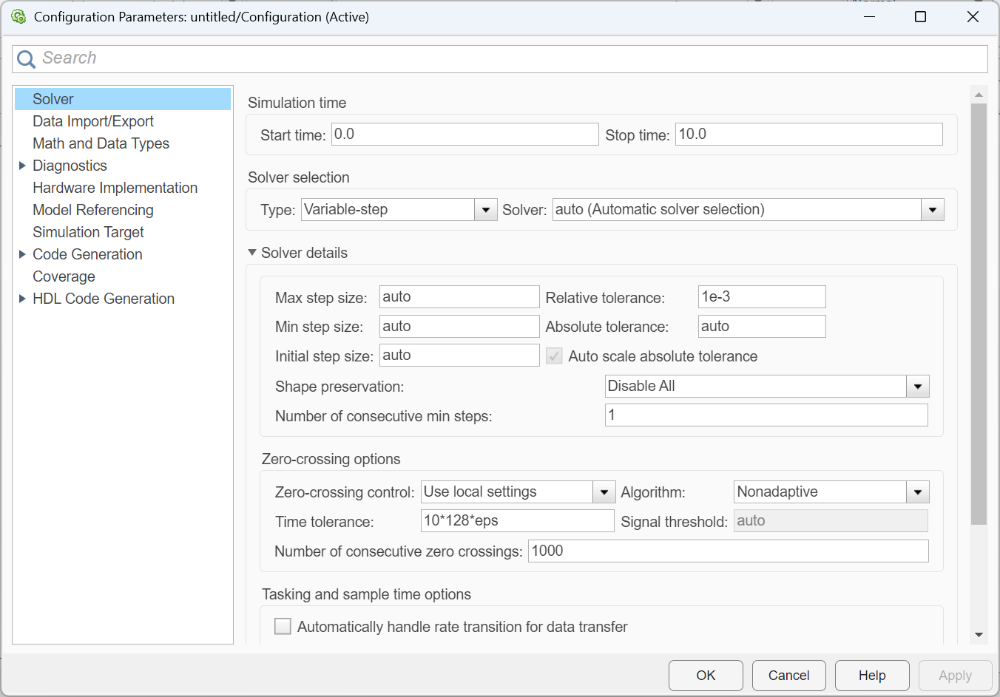 Configuration Parameters: untitled/Configuration (Active)
Search
Solver
Data Import/Export
Math and Data Types
Diagnostics
Hardware Implementation
Model Referencing
Simulation Target
Code Generation
Coverage
HDL Code Generation
Simulation time
Start time: 0.0 Stop time: 10.0
Solver selection
Type: Variable-step Solver: auto (Automatic solver selection)
Solver details
Max step size: auto Relative tolerance: 1e-3
Min step size: auto Absolute tolerance: auto
Initial step size: auto Auto scale absolute tolerance
Shape preservation: Disable All
Number of consecutive min steps: 1
Zero-crossing options
Zero-crossing control: Use local settings Algorithm: Nonadaptive
Time tolerance: 10*128*eps Signal threshold: auto
Number of consecutive zero crossings: 1000
Tasking and sample time options
Automatically handle rate transition for data transfer
OK Cancel Help Apply